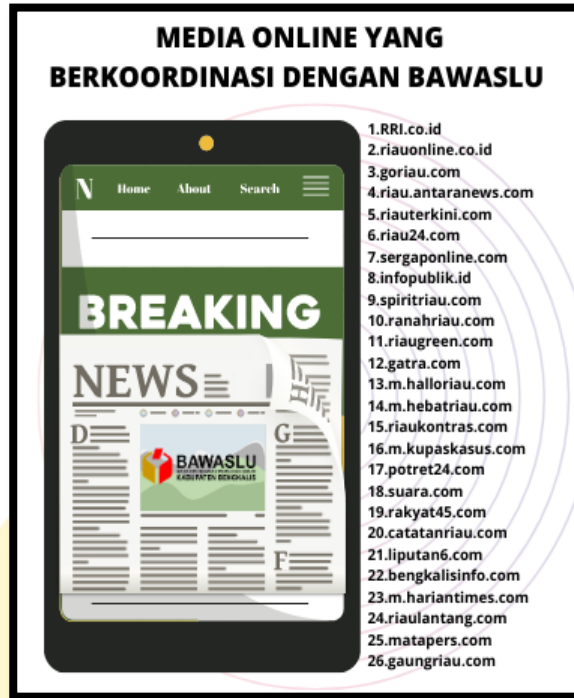 MEDIA ONLINE YANG
BERKOORDINASI DENGAN BAWASLU
N Home About Search
BREAKING
NEWS
H
D
G
F
BAWASLU
KABUPATEN BENGKALIS
1.RRI.co.id
2.riauonline.co.id
3.goriau.com
4.riau.antaranews.com
5.riauterkini.com
6.riau24.com
7.sergaponline.com
8.infopublik.id
9.spiritriau.com
10.ranahriau.com
11.riaugreen.com
12.gatra.com
13.m.halloriau.com
14.m.hebatriau.com
15.riaukontras.com
16.m.kupaskasus.com
17.potret24.com
18.suara.com
19.rakyat45.com
20.catatanriau.com
21.liputan6.com
22.bengkalisinfo.com
23.m.hariantimes.com
24.riaulantang.com
25.matapers.com
26.gaungriau.com